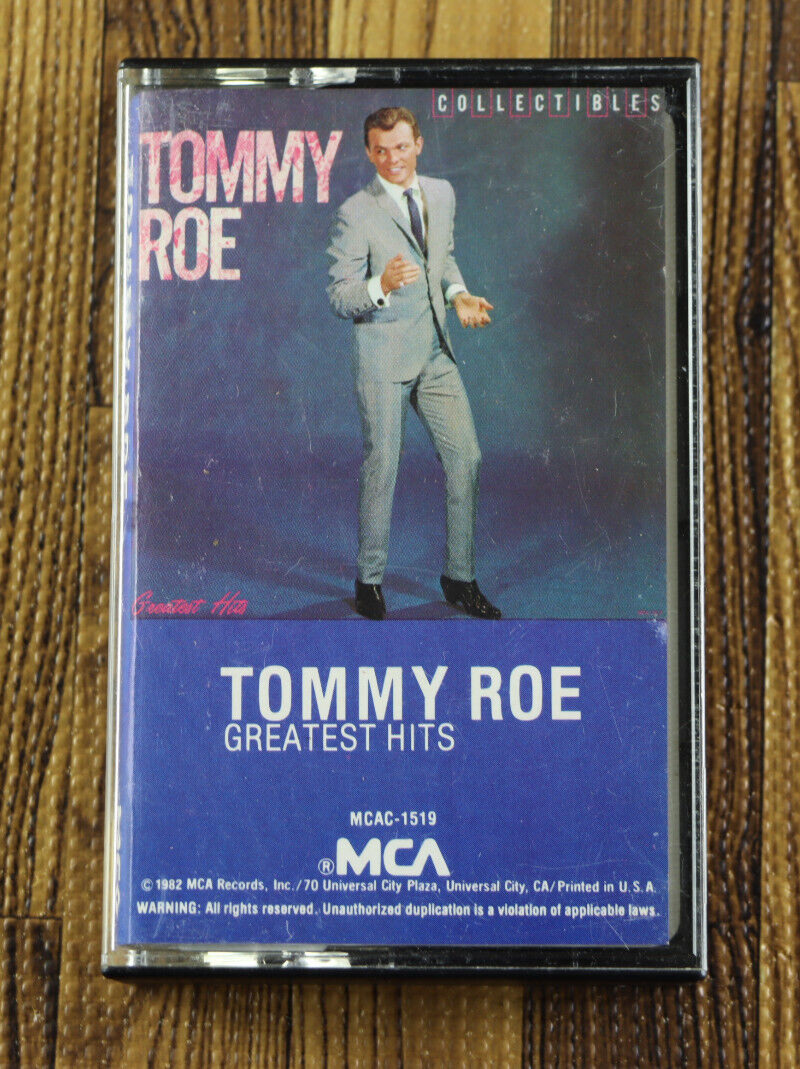 COLLECTIBLES
TOMMY
ROE
Greatest Hits
TOMMY ROE
GREATEST HITS
MCAC-1519
®MCA
© 1982 MCA Records, Inc./70 Universal City Plaza, Universal City, CA/Printed in U.S.A.
WARNING: All rights reserved. Unauthorized duplication is a violation of applicable laws.